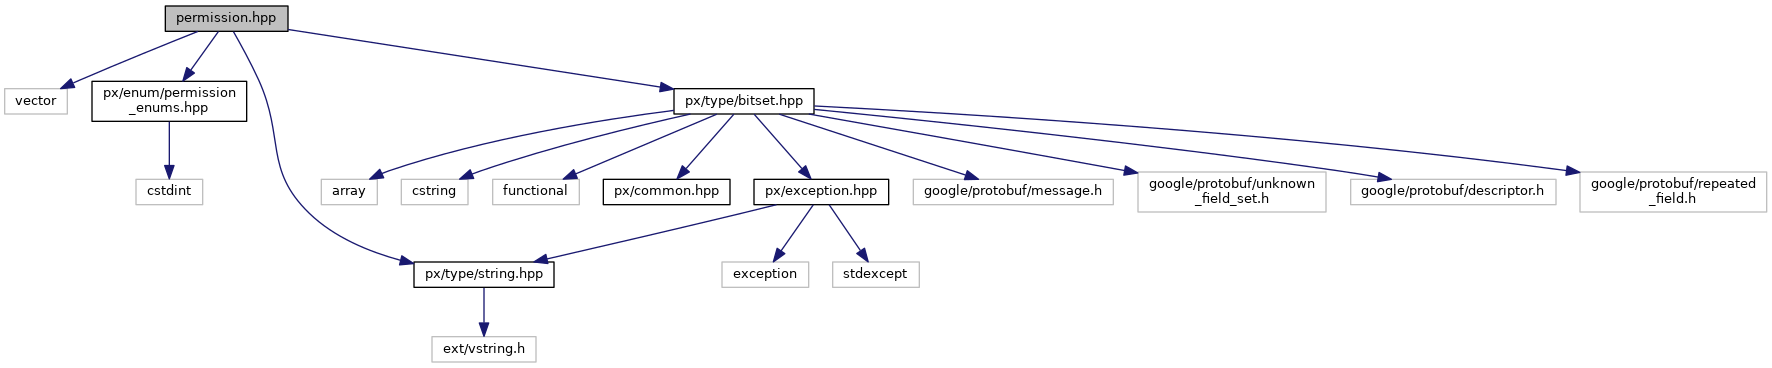 permission.hpp
vector
px/enum/permission
_enums.hpp
px/type/bitset.hpp
cstdint
array
cstring
functional
px/common.hpp
px/exception.hpp
google/protobuf/message.h
google/protobuf/unknown
_field_set.h
google/protobuf/descriptor.h
google/protobuf/repeated
_field.h
px/type/string.hpp
exception
stdexcept
ext/vstring.h